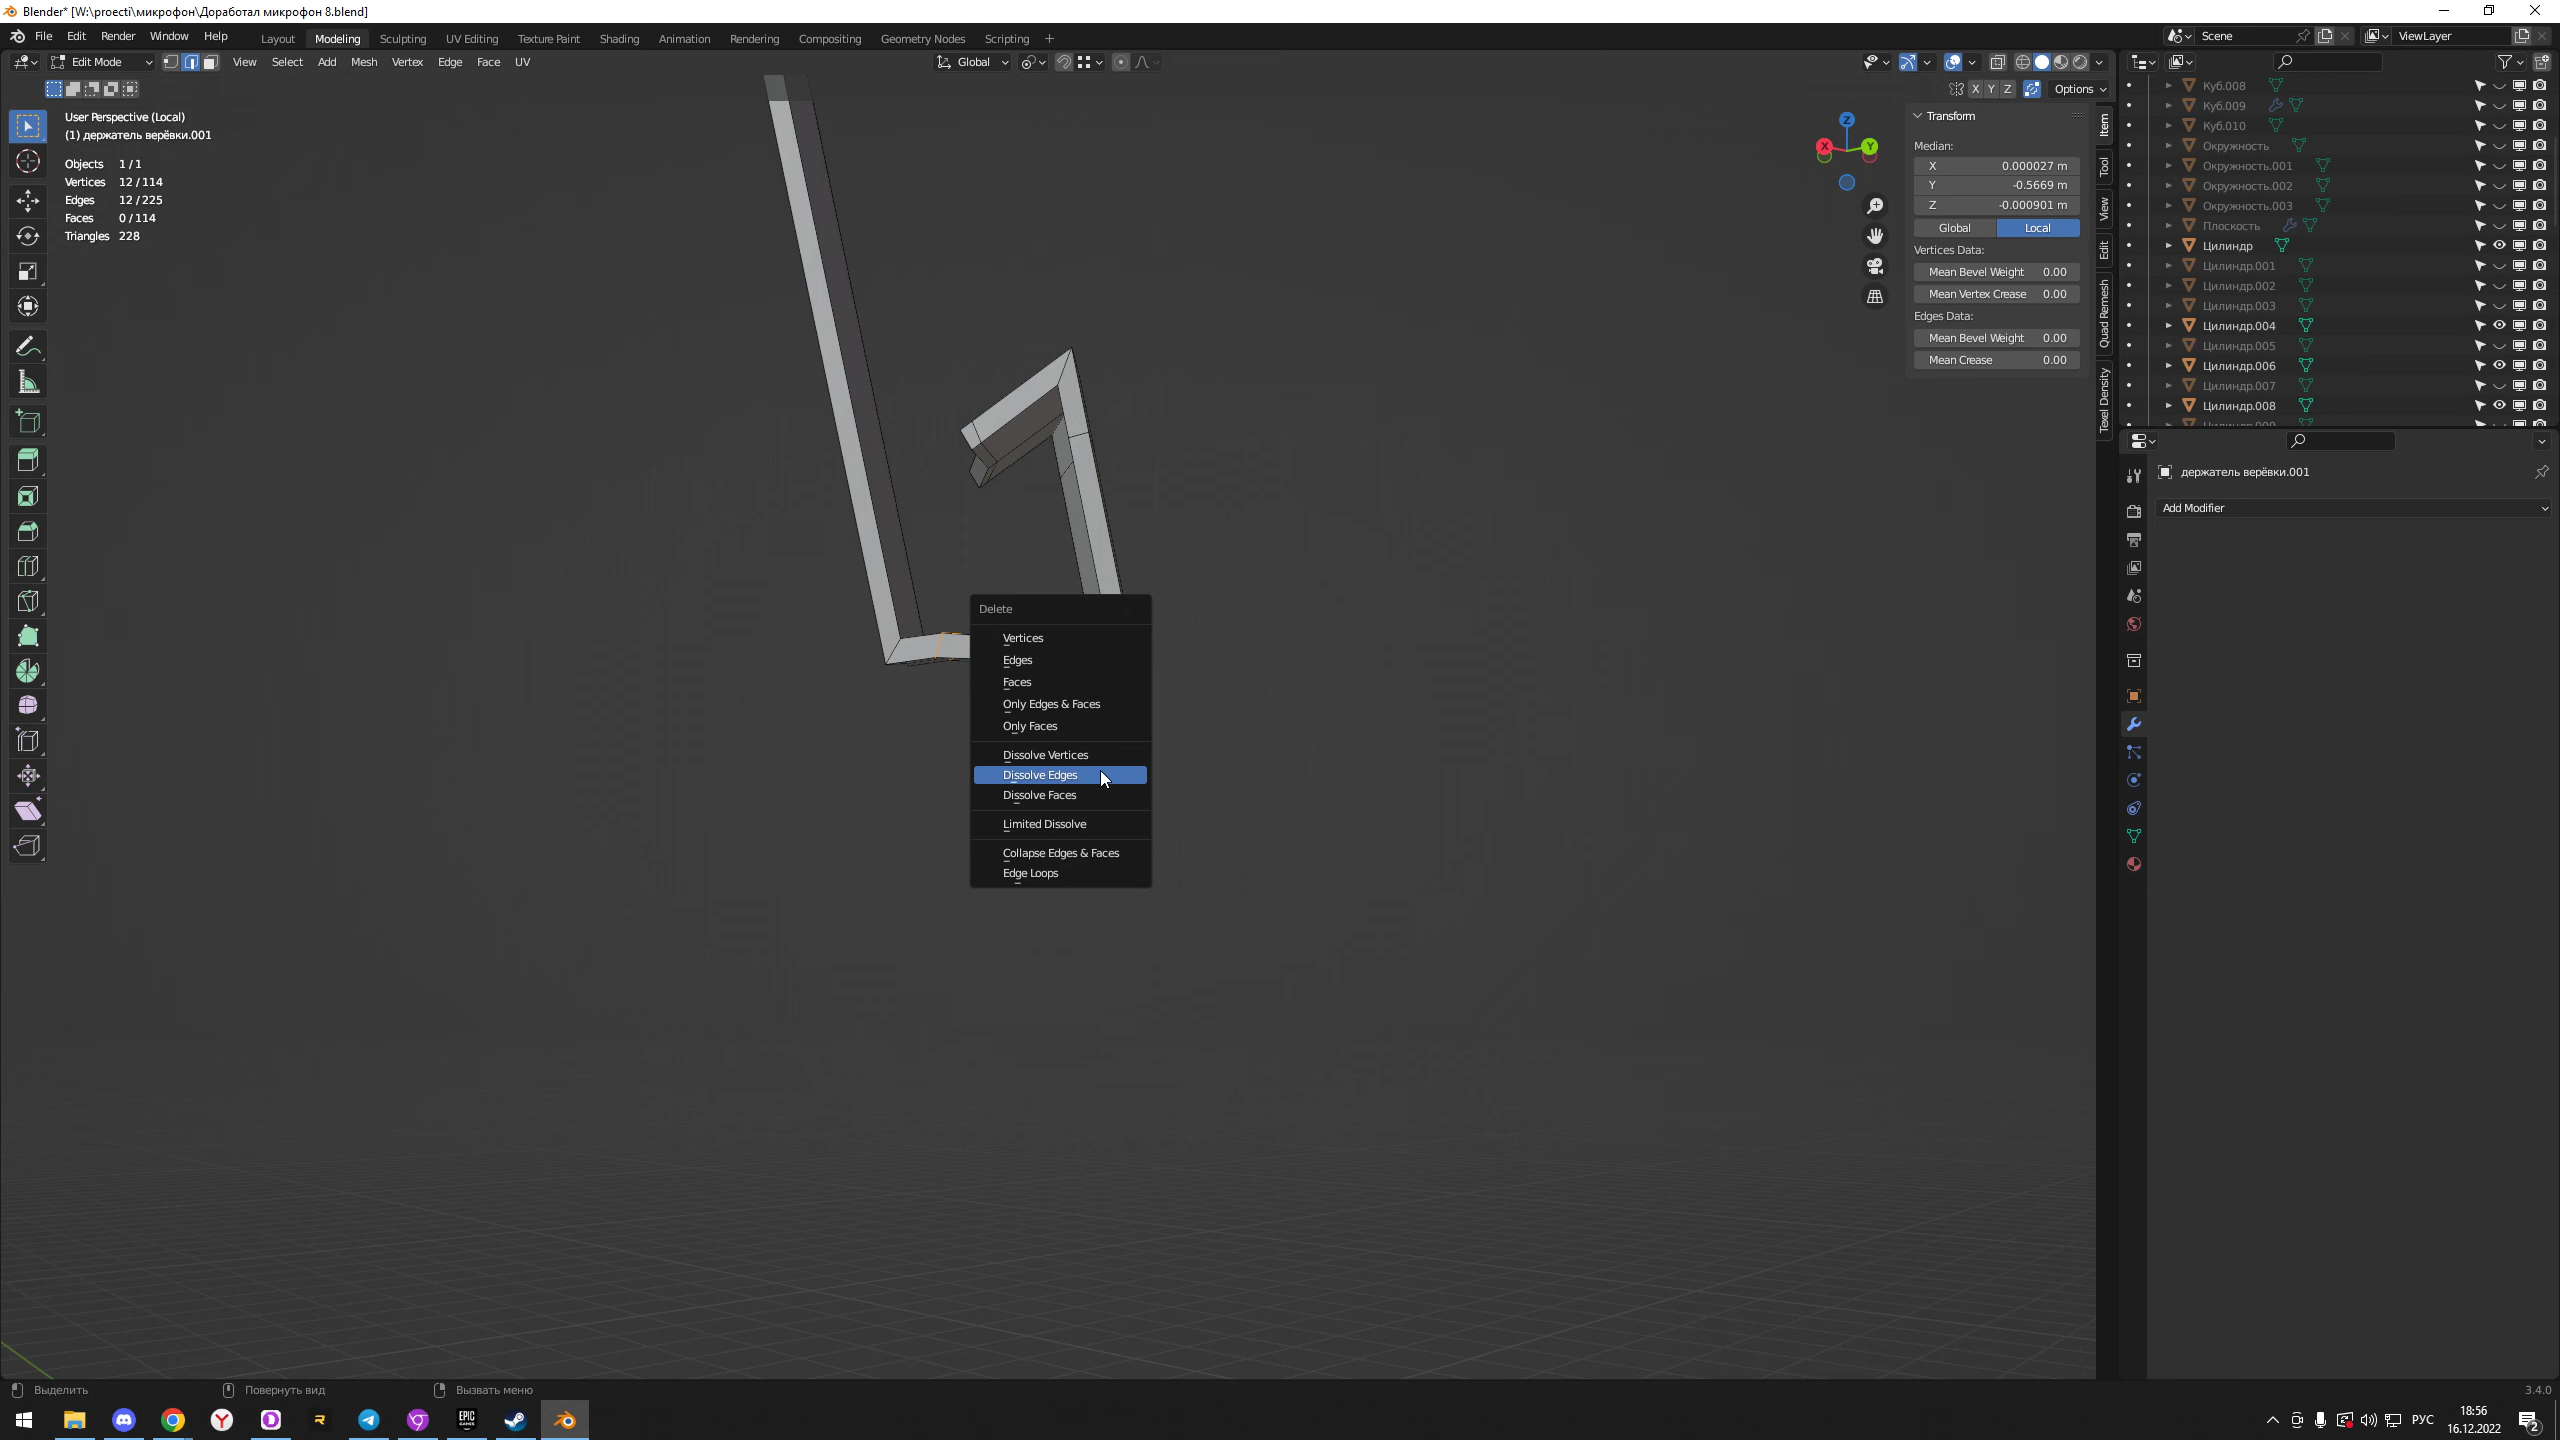 Blender* [W:\proecti\микрофон\Доработал микрофон 8.blend]
File Edit Render Window Help Layout Modeling Sculpting UV Editing Texture Paint Shading Animation Rendering Compositing Geometry Nodes Scripting +
Scene ViewLayer
Edit Mode View Select Add Mesh Vertex Edge Face UV Global
X Y Z Options
User Perspective (Local)
(1) держатель верёвки.001
Objects 1/1
Vertices 12/114
Edges 12/225
Faces 0/114
Triangles 228
Z
X
Y
Transform
Median:
X 0.000027 m
Y -0.5669 m
Z -0.000901 m
Global Local
Vertices Data:
Mean Bevel Weight 0.00
Mean Vertex Crease 0.00
Edges Data:
Mean Bevel Weight 0.00
Mean Crease 0.00
Item
Tool
View
Edit
Quad Remesh
Texel Density
Куб.008
Куб.009
Куб.010
Окружность
Окружность.001
Окружность.002
Окружность.003
Плоскость
Цилиндр
Цилиндр.001
Цилиндр.002
Цилиндр.003
Цилиндр.004
Цилиндр.005
Цилиндр.006
Цилиндр.007
Цилиндр.008
держатель верёвки.001
Add Modifier
Delete
Vertices
Edges
Faces
Only Edges & Faces
Only Faces
Dissolve Vertices
Dissolve Edges
Dissolve Faces
Limited Dissolve
Collapse Edges & Faces
Edge Loops
Выделить Повернуть вид Вызвать меню
3.4.0
EPIC GAMES
РУС
18:56
16.12.2022
2